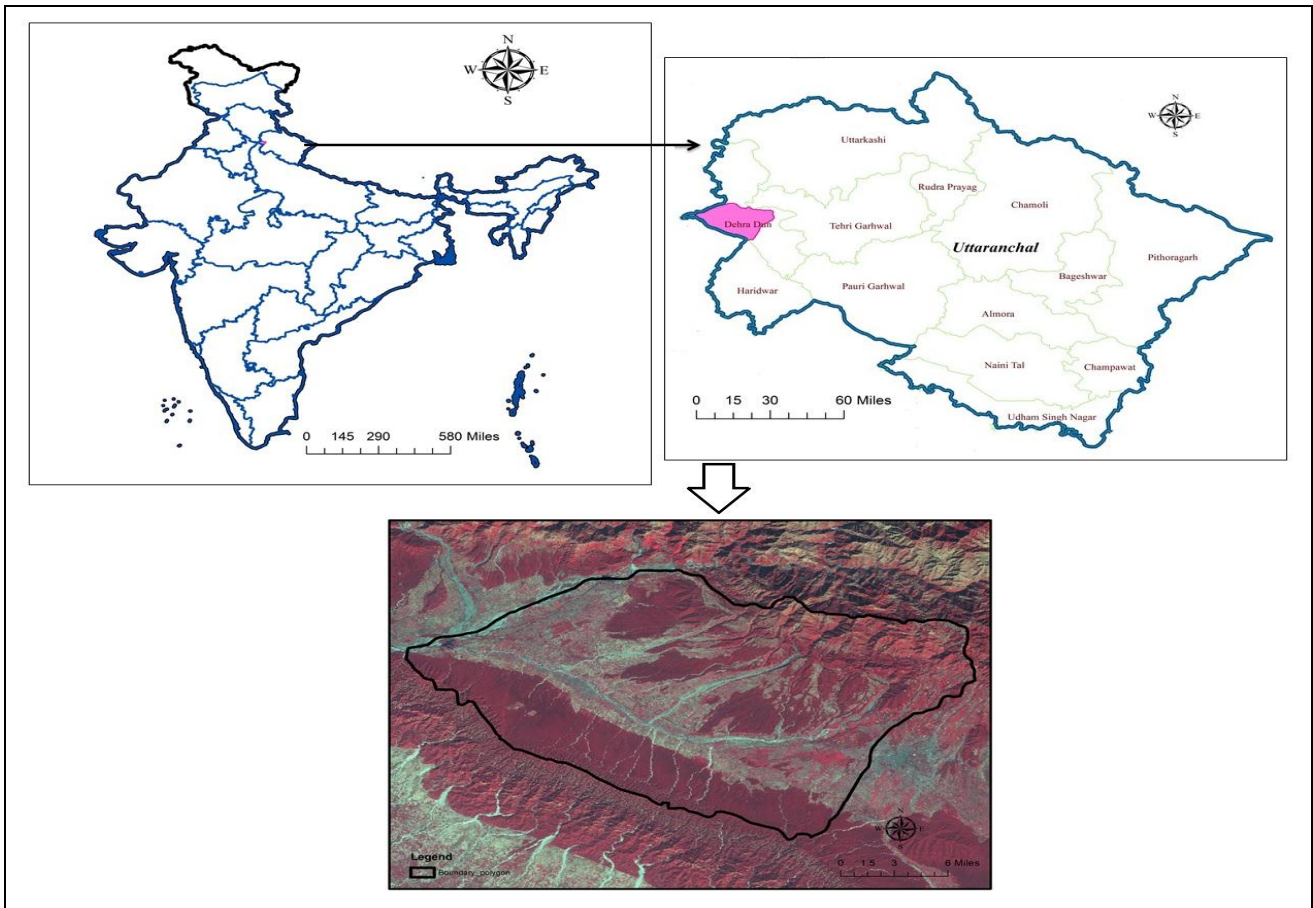 N
W E
S
0 145 290 580 Miles
N
W E
S
Uttarkashi
Rudra Prayag
Chamoli
Dehra Dun
Tehri Garhwal
Uttaranchal
Pithoragarh
Bageshwar
Haridwar
Pauri Garhwal
Almora
Naini Tal
Champawat
0 15 30 60 Miles
Udham Singh Nagar
N
W E
S
Legend
Boundary_polygon
0 1.5 3 6 Miles